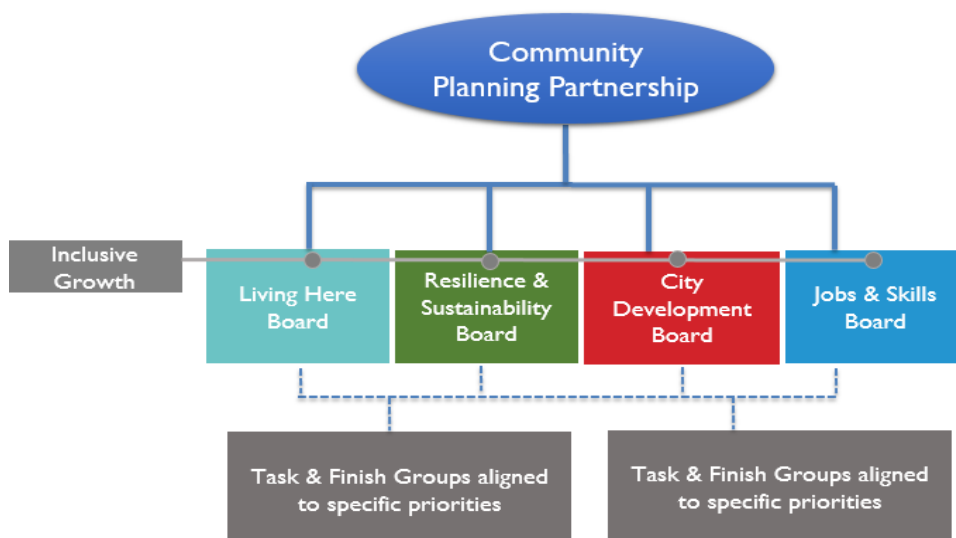 Community
Planning Partnership
Inclusive
Growth
Living Here
Board
Resilience &
Sustainability
Board
City
Development
Board
Jobs & Skills
Board
Task & Finish Groups aligned
to specific priorities
Task & Finish Groups aligned
to specific priorities